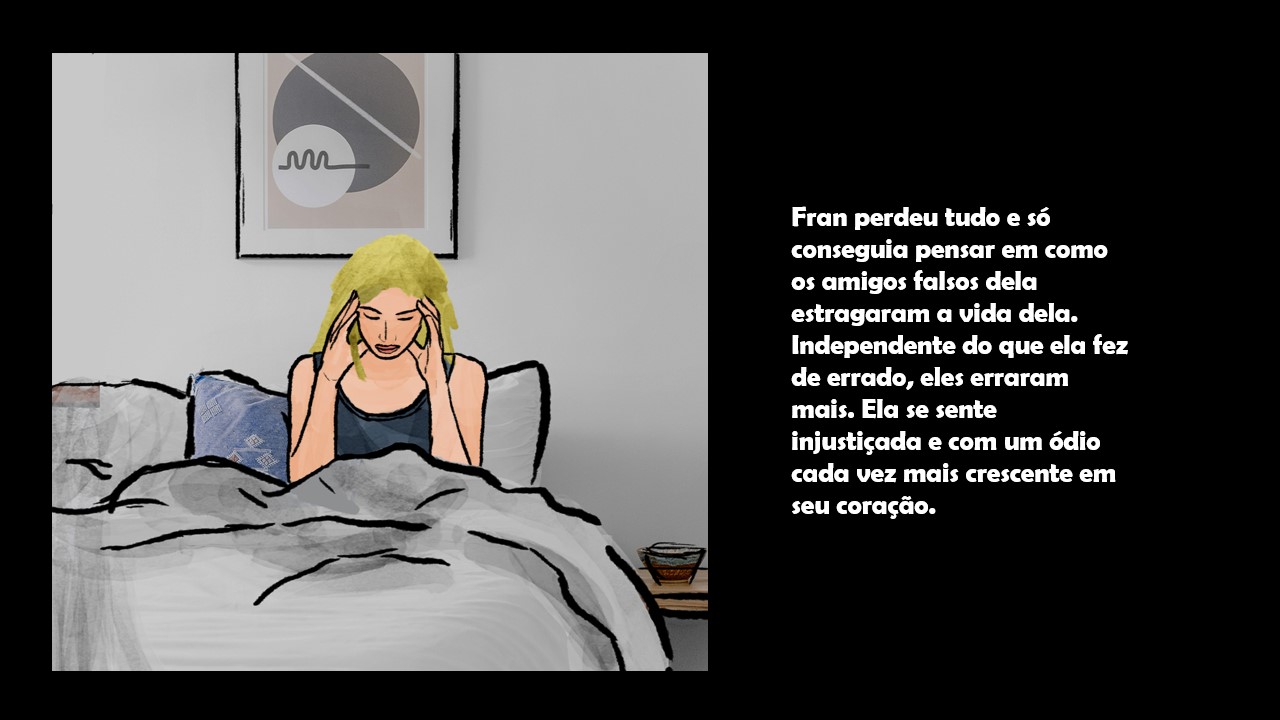 Fran perdeu tudo e só
conseguia pensar em como
os amigos falsos dela
estragaram a vida dela.
Independente do que ela fez
de errado, eles erraram
mais. Ela se sente
injustiçada e com um ódio
cada vez mais crescente em
seu coração.